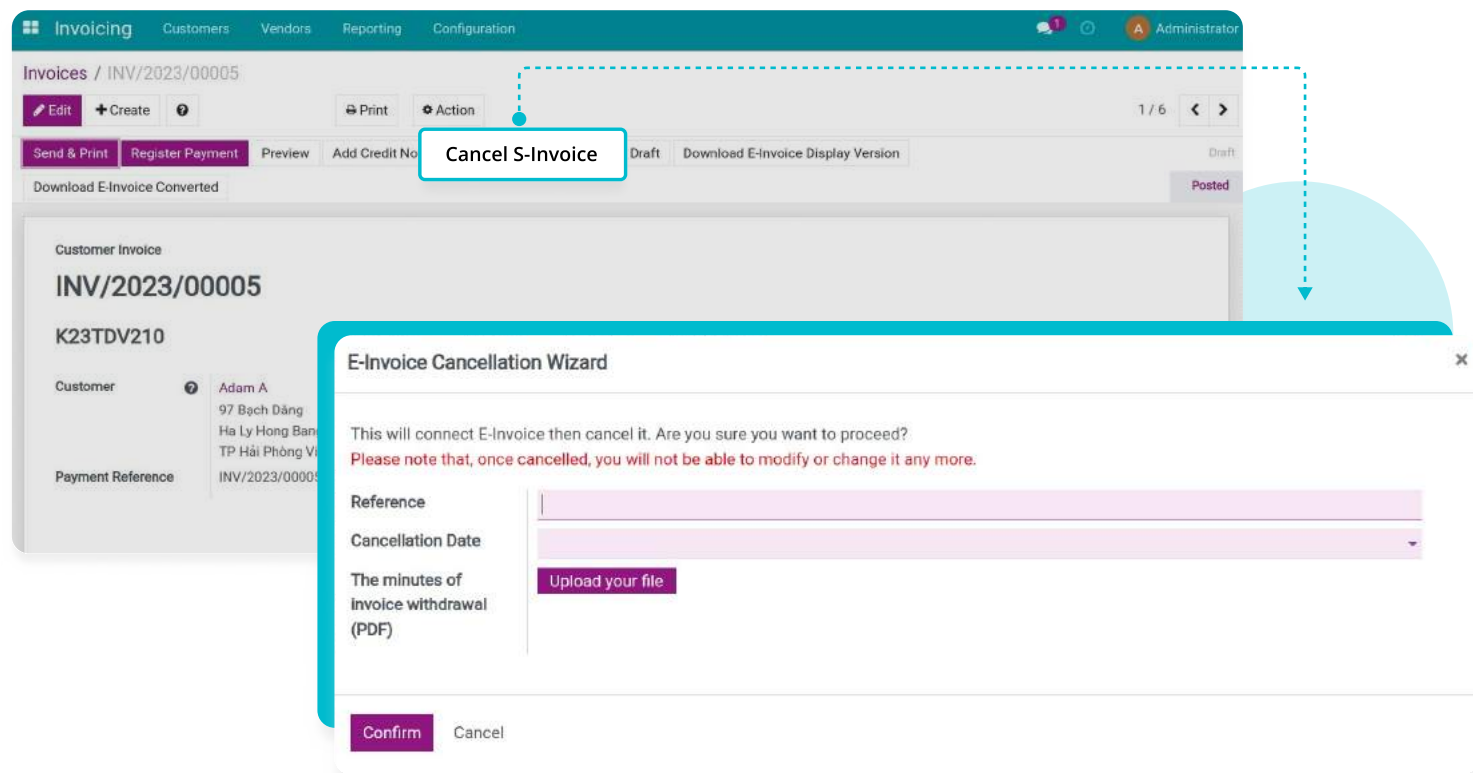 Invoicing Customers Vendors Reporting Configuration 1 A Administrator
Invoices / INV/2023/00005
Edit Create Print Action 1 / 6
Send & Print Register Payment Preview Add Credit No Cancel S-Invoice Draft Download E-Invoice Display Version Draft
Download E-Invoice Converted Posted
Customer Invoice
INV/2023/00005
K23TDV210
Customer Adam A
97 Bạch Dằng
Ha Ly Hong Ban
TP Hải Phòng Vi
Payment Reference INV/2023/00005
E-Invoice Cancellation Wizard
This will connect E-Invoice then cancel it. Are you sure you want to proceed?
Please note that, once cancelled, you will not be able to modify or change it any more.
Reference
Cancellation Date
The minutes of Upload your file
invoice withdrawal
(PDF)
Confirm Cancel